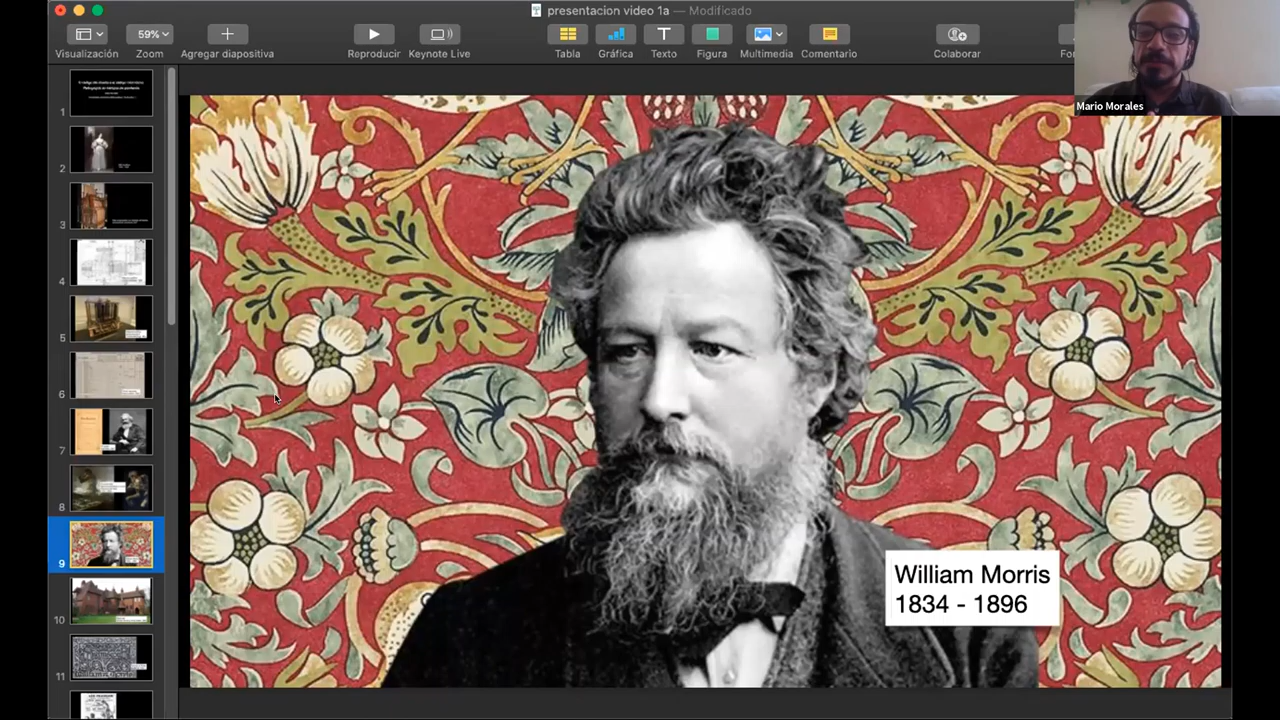 presentacion video 1a — Modificado
59%
Visualización
Zoom
Agregar diapositiva
Reproducir
Keynote Live
Tabla
Gráfica
Texto
Figura
Multimedia
Comentario
Colaborar
Mario Morales
1
2
3
4
5
6
7
8
9
10
11
William Morris
1834 - 1896